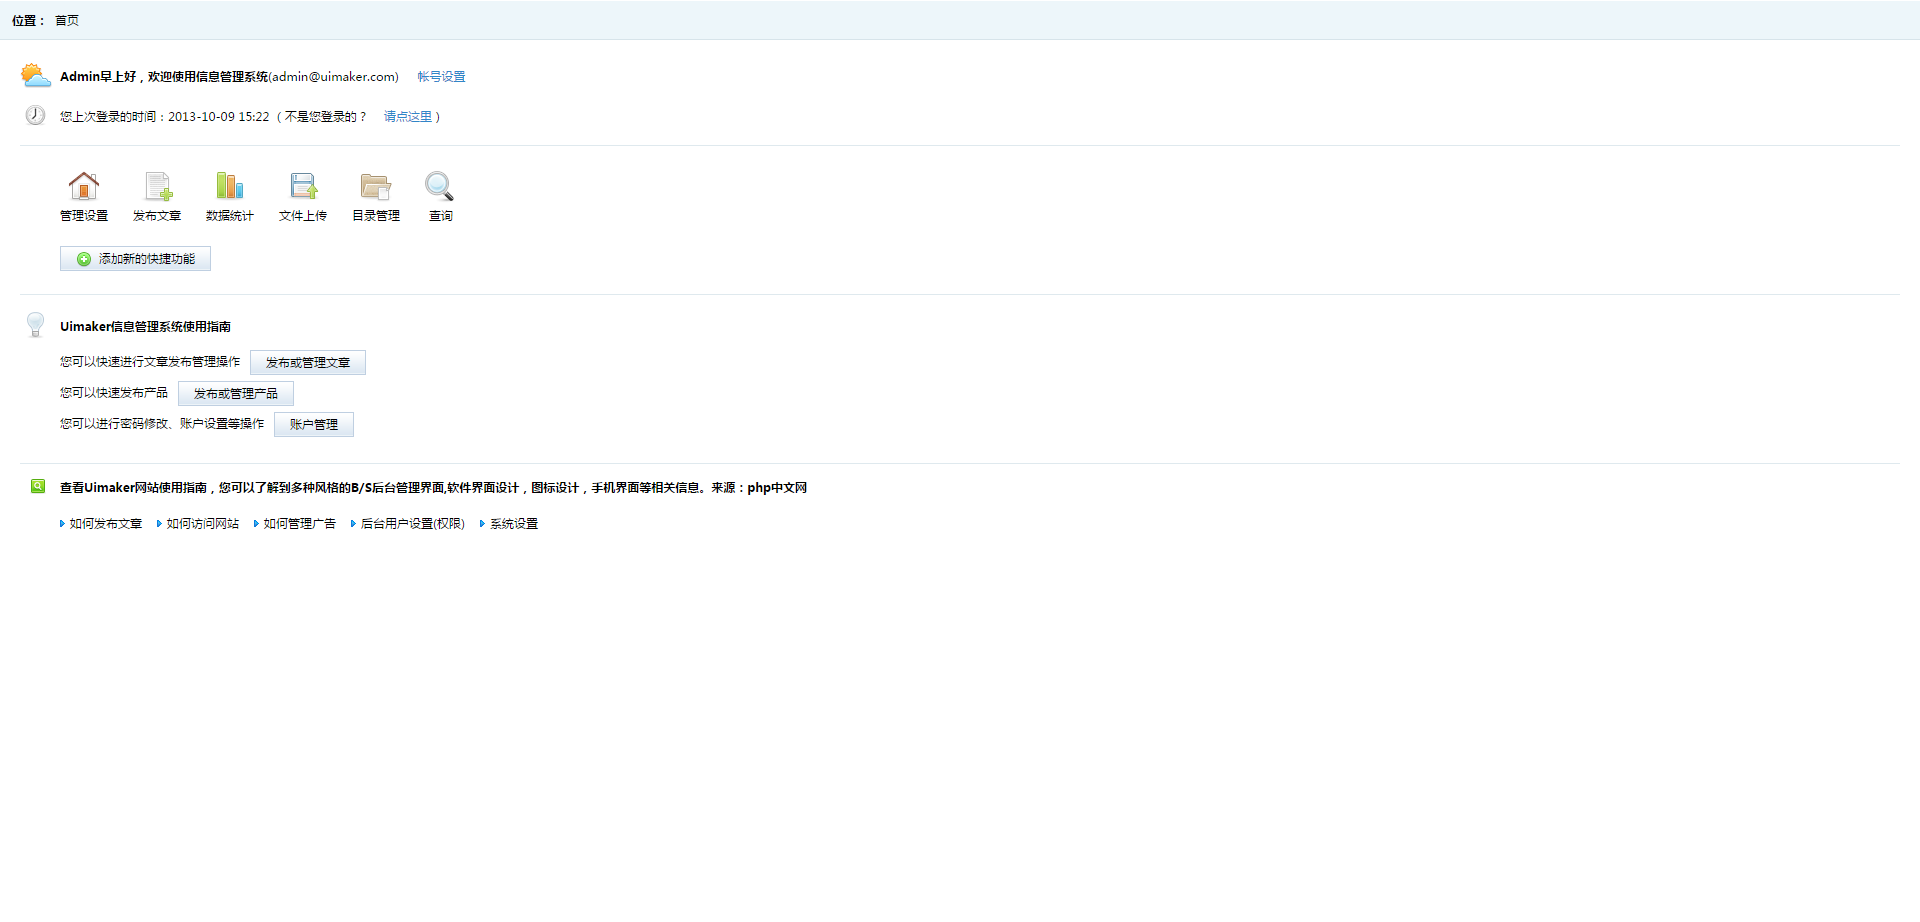 位置： 首页
Admin早上好，欢迎使用信息管理系统(admin@uimaker.com) 帐号设置
您上次登录的时间：2013-10-09 15:22 （不是您登录的？ 请点这里）
管理设置 发布文章 数据统计 文件上传 目录管理 查询
添加新的快捷功能
Uimaker信息管理系统使用指南
您可以快速进行文章发布管理操作 发布或管理文章
您可以快速发布产品 发布或管理产品
您可以进行密码修改、账户设置等操作 账户管理
查看Uimaker网站使用指南，您可以了解到多种风格的B/S后台管理界面,软件界面设计，图标设计，手机界面等相关信息。来源：php中文网
如何发布文章 如何访问网站 如何管理广告 后台用户设置(权限) 系统设置